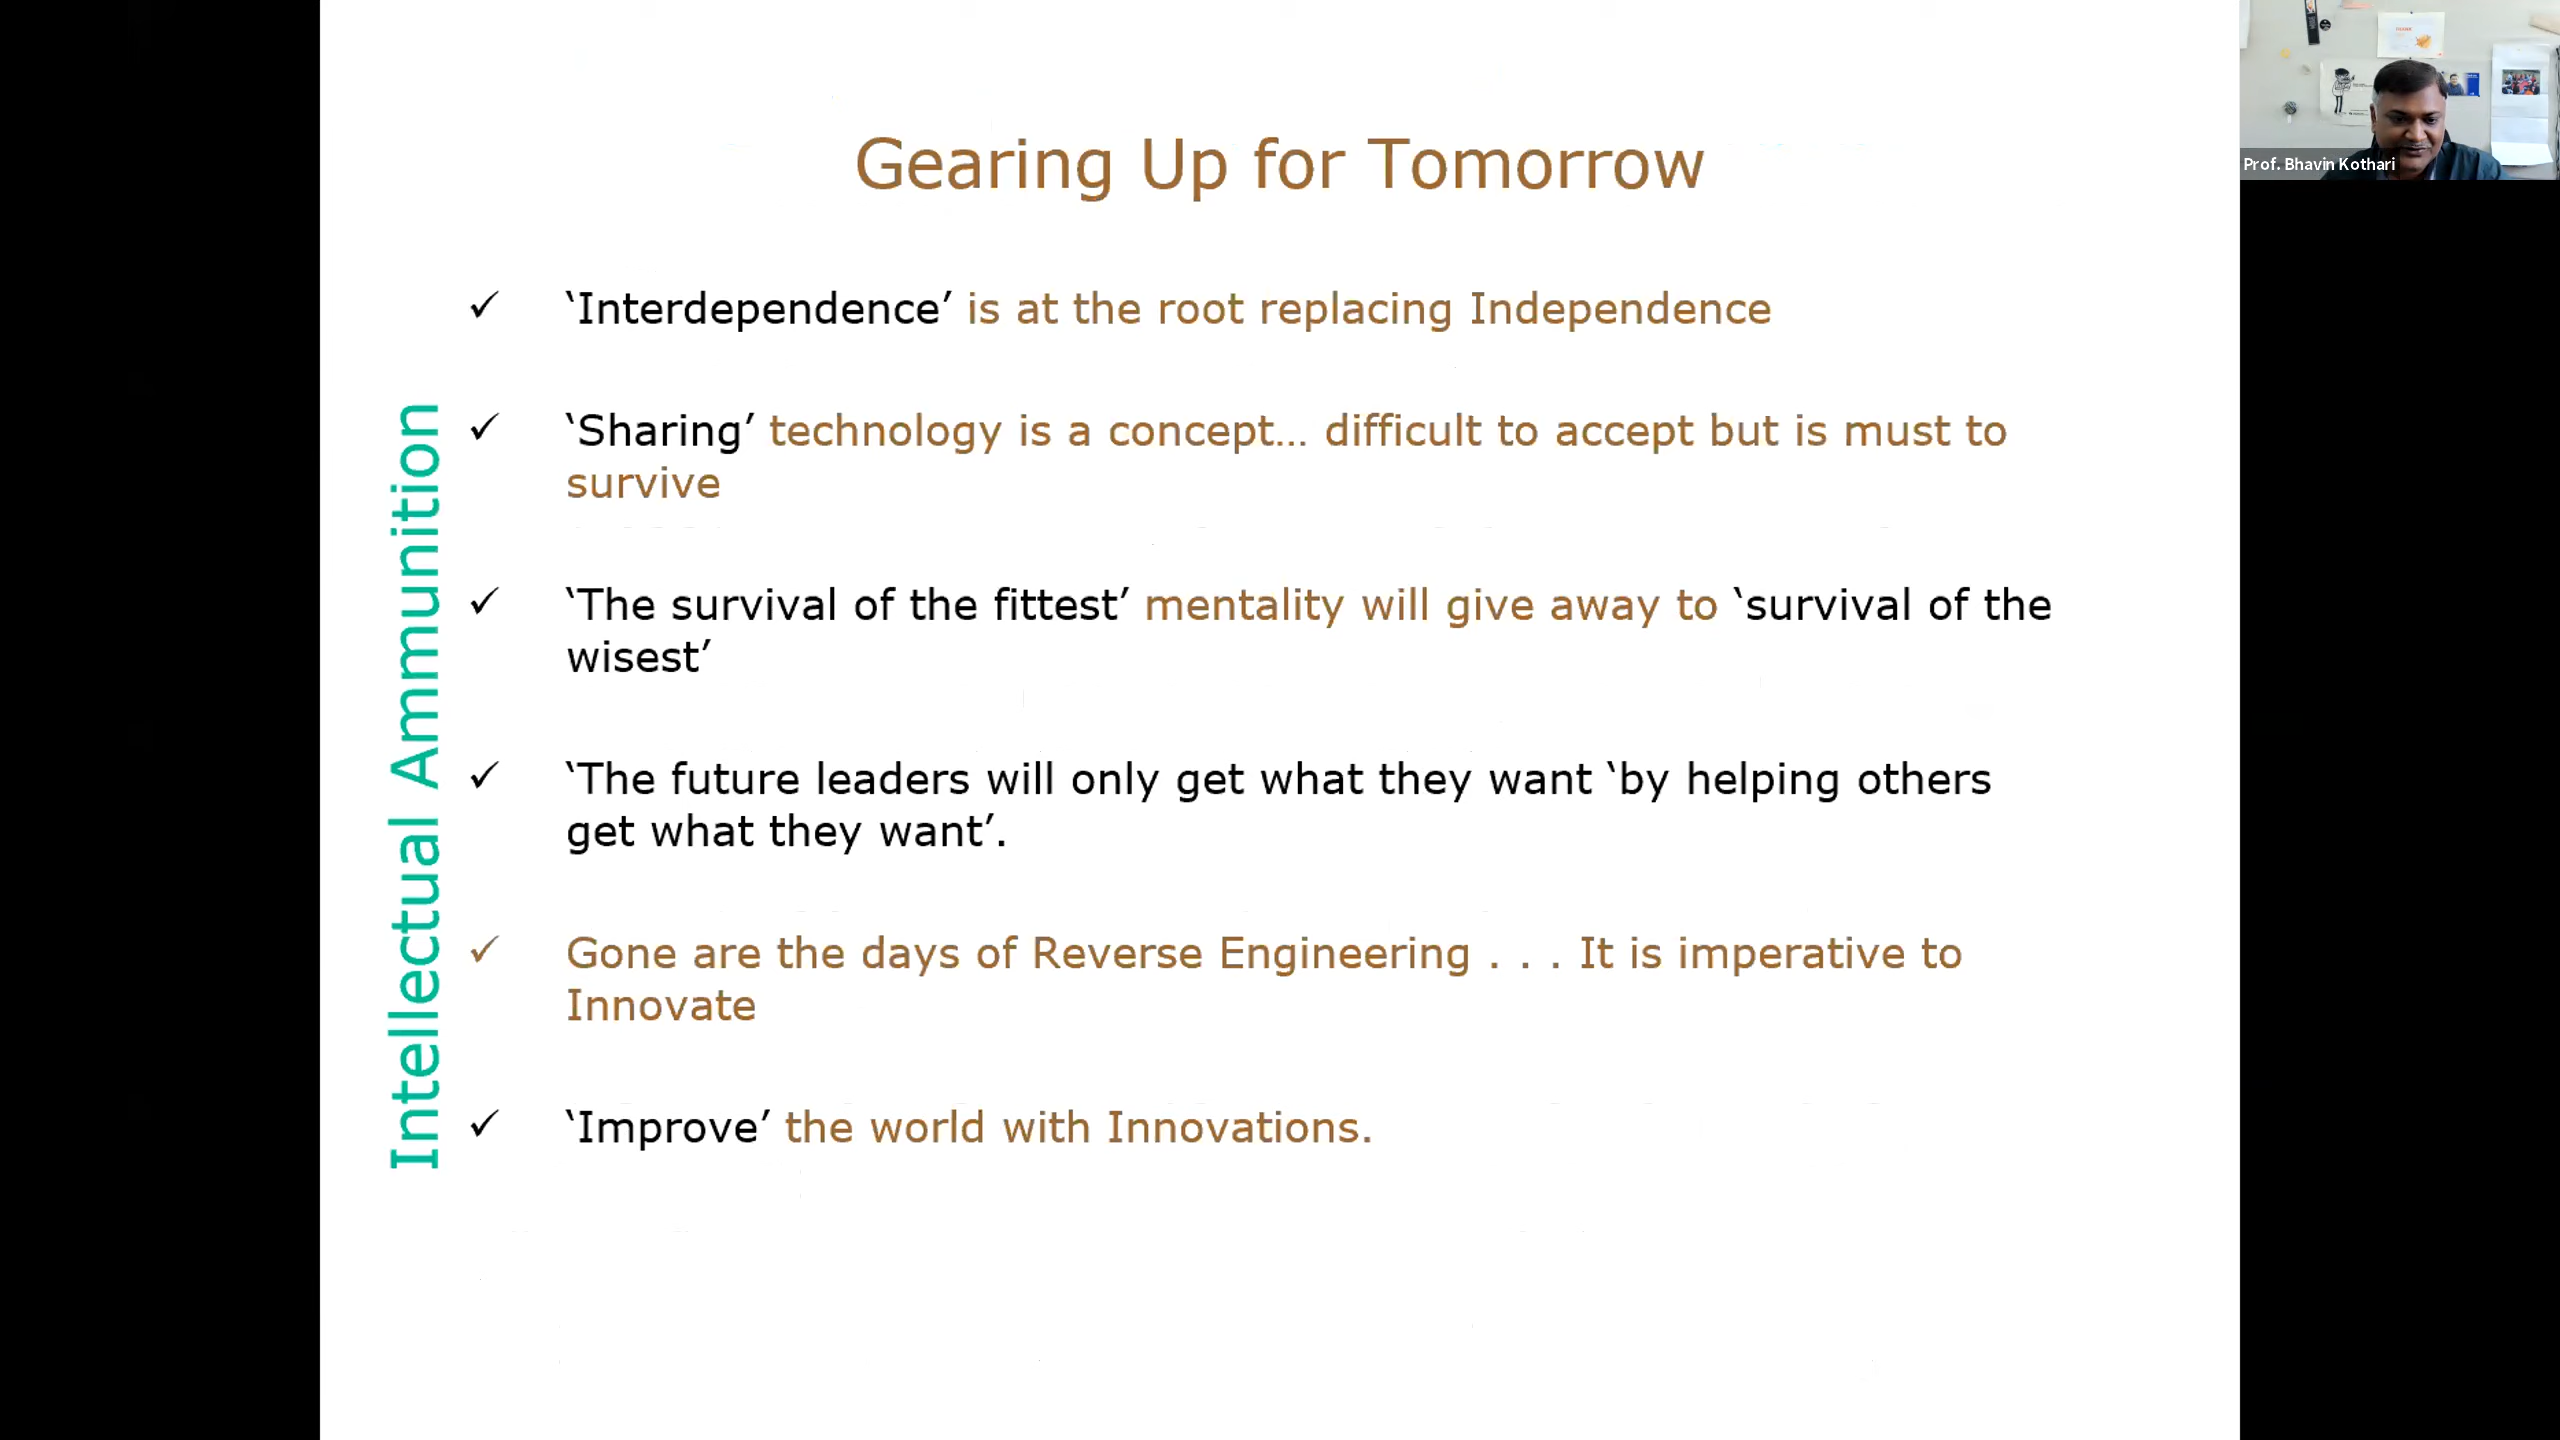 Gearing Up for Tomorrow
Prof. Bhavin Kothari
Intellectual Ammunition
✓ ‘Interdependence’ is at the root replacing Independence
✓ ‘Sharing’ technology is a concept... difficult to accept but is must to
survive
✓ ‘The survival of the fittest’ mentality will give away to ‘survival of the
wisest’
✓ ‘The future leaders will only get what they want ‘by helping others
get what they want’.
✓ Gone are the days of Reverse Engineering . . . It is imperative to
Innovate
✓ ‘Improve’ the world with Innovations.